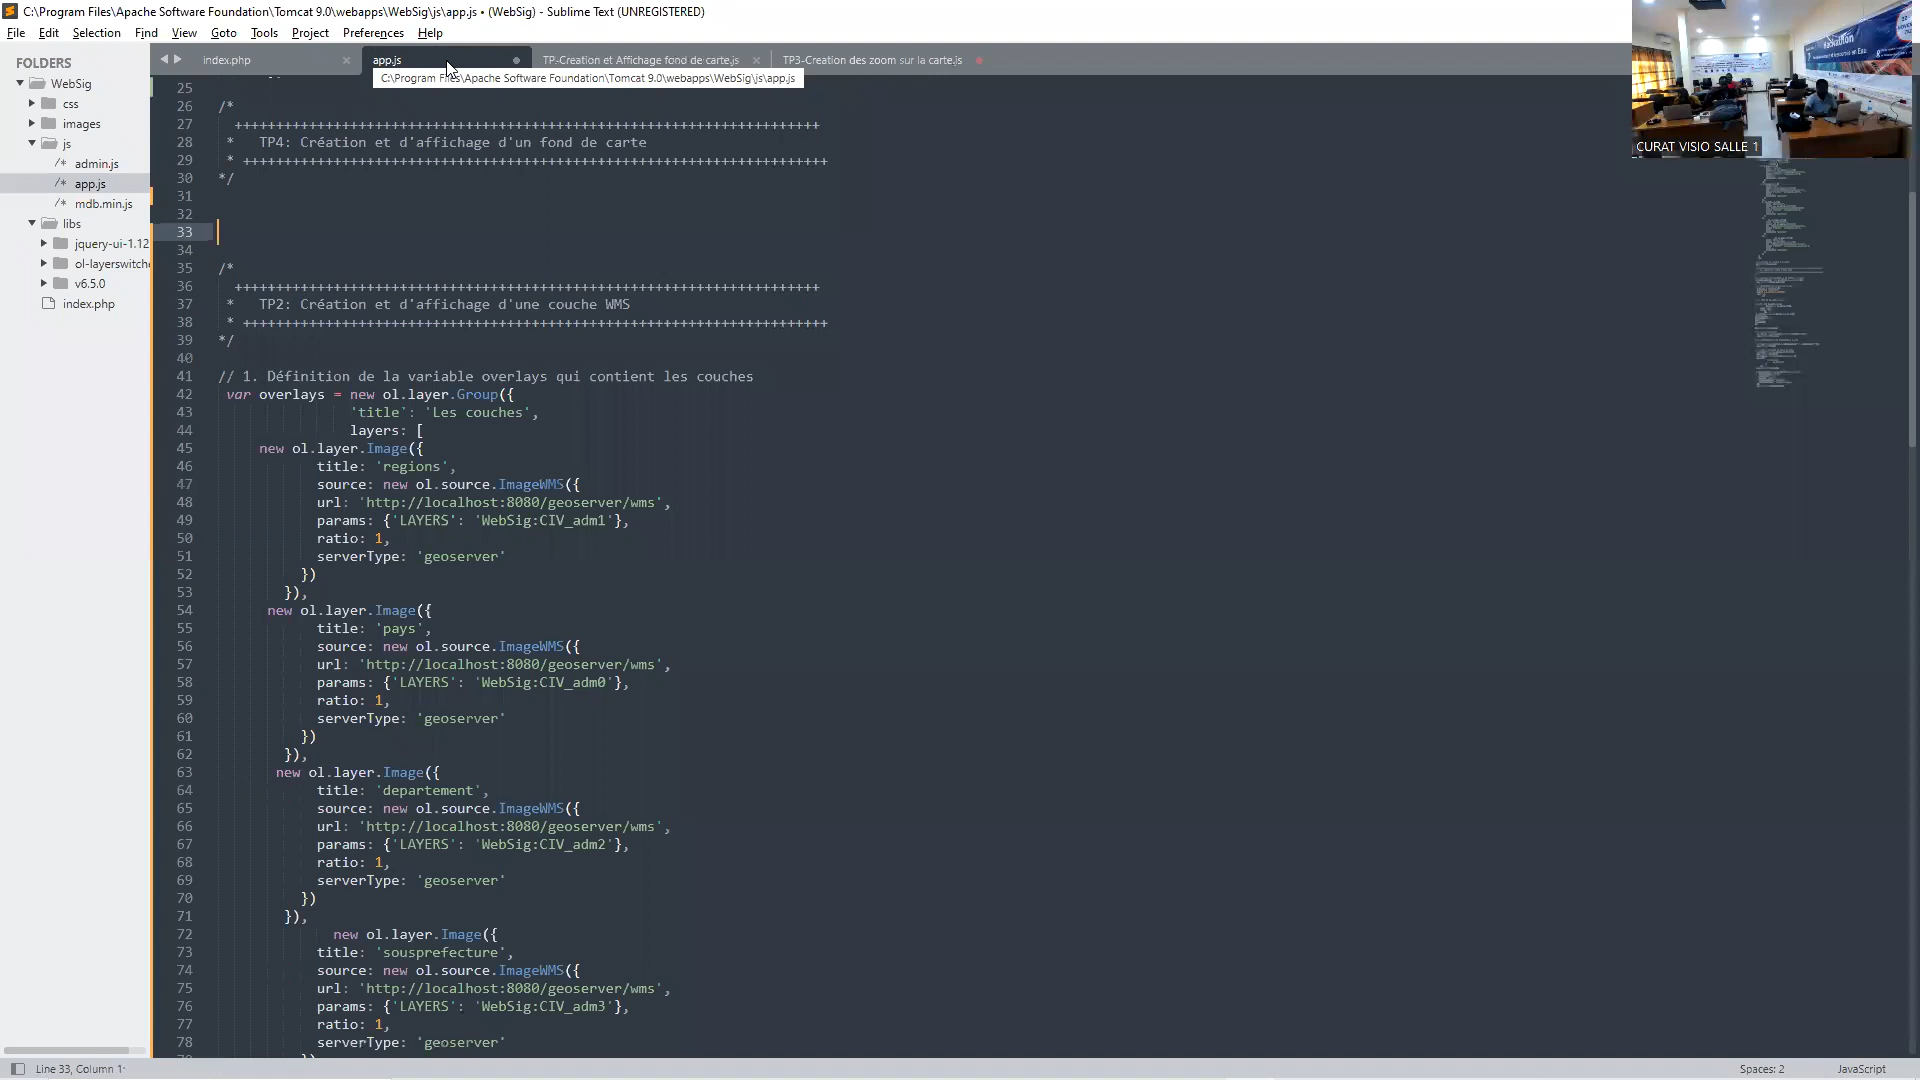 C:\Program Files\Apache Software Foundation\Tomcat 9.0\webapps\WebSig\js\app.js • (WebSig) - Sublime Text (UNREGISTERED)
File Edit Selection Find View Goto Tools Project Preferences Help
FOLDERS
WebSig
css
images
js
/* admin.js
/* app.js
/* mdb.min.js
libs
jquery-ui-1.12
ol-layerswitche
v6.5.0
index.php
index.php
app.js
TP-Creation et Affichage fond de carte.js
TP3-Creation des zoom sur la carte.js
C:\Program Files\Apache Software Foundation\Tomcat 9.0\webapps\WebSig\js\app.js
25
26 /*
27 +++++++++++++++++++++++++++++++++++++++++++++++++++++++++++++++++++++++
28 * TP4: Création et d'affichage d'un fond de carte
29 * +++++++++++++++++++++++++++++++++++++++++++++++++++++++++++++++++++++++
30 */
31
32
33
34
35 /*
36 +++++++++++++++++++++++++++++++++++++++++++++++++++++++++++++++++++++++
37 * TP2: Création et d'affichage d'une couche WMS
38 * +++++++++++++++++++++++++++++++++++++++++++++++++++++++++++++++++++++++
39 */
40
41 // 1. Définition de la variable overlays qui contient les couches
42 var overlays = new ol.layer.Group({
43 'title': 'Les couches',
44 layers: [
45 new ol.layer.Image({
46 title: 'regions',
47 source: new ol.source.ImageWMS({
48 url: 'http://localhost:8080/geoserver/wms',
49 params: {'LAYERS': 'WebSig:CIV_adm1'},
50 ratio: 1,
51 serverType: 'geoserver'
52 })
53 }),
54 new ol.layer.Image({
55 title: 'pays',
56 source: new ol.source.ImageWMS({
57 url: 'http://localhost:8080/geoserver/wms',
58 params: {'LAYERS': 'WebSig:CIV_adm0'},
59 ratio: 1,
60 serverType: 'geoserver'
61 })
62 }),
63 new ol.layer.Image({
64 title: 'departement',
65 source: new ol.source.ImageWMS({
66 url: 'http://localhost:8080/geoserver/wms',
67 params: {'LAYERS': 'WebSig:CIV_adm2'},
68 ratio: 1,
69 serverType: 'geoserver'
70 })
71 }),
72 new ol.layer.Image({
73 title: 'sousprefecture',
74 source: new ol.source.ImageWMS({
75 url: 'http://localhost:8080/geoserver/wms',
76 params: {'LAYERS': 'WebSig:CIV_adm3'},
77 ratio: 1,
78 serverType: 'geoserver'
Hackathon
CURAT VISIO SALLE 1
Line 33, Column 1
Spaces: 2
JavaScript